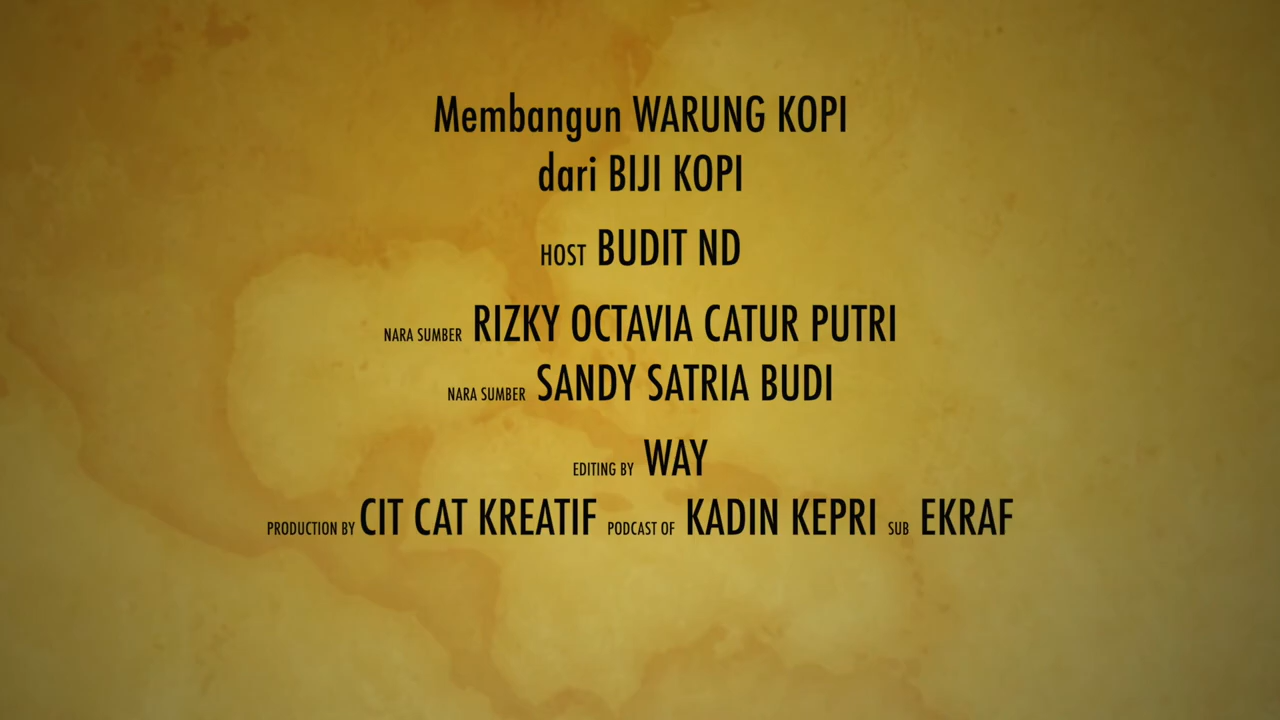 Membangun WARUNG KOPI
dari BIJI KOPI
HOST BUDIT ND
NARA SUMBER RIZKY OCTAVIA CATUR PUTRI
NARA SUMBER SANDY SATRIA BUDI
EDITING BY WAY
PRODUCTION BY CIT CAT KREATIF PODCAST OF KADIN KEPRI SUB EKRAF